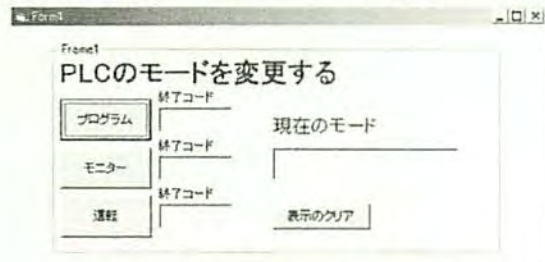 Form1
Frame1
PLCのモードを変更する
終了コード
プログラム
現在のモード
終了コード
モニター
終了コード
運転
表示のクリア